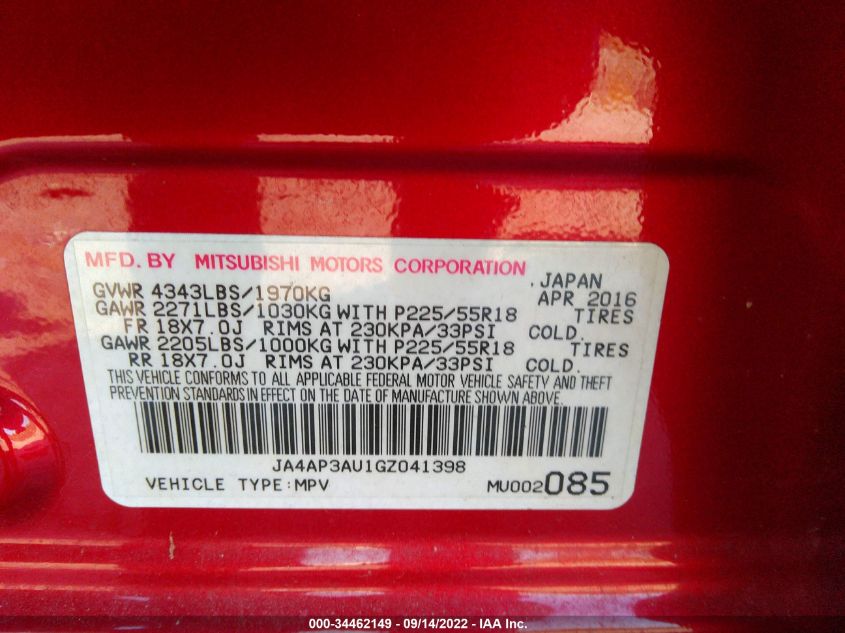 MFD. BY MITSUBISHI MOTORS CORPORATION . JAPAN
GVWR 4343LBS/1970KG APR 2016
GAWR 2271LBS/1030KG WITH P225/55R18 TIRES
FR 18X7.0J RIMS AT 230KPA/33PSI COLD.
GAWR 2205LBS/1000KG WITH P225/55R18 TIRES
RR 18X7.0J RIMS AT 230KPA/33PSI COLD.
THIS VEHICLE CONFORMS TO ALL APPLICABLE FEDERAL MOTOR VEHICLE SAFETY AND THEFT
PREVENTION STANDARDS IN EFFECT ON THE DATE OF MANUFACTURE SHOWN ABOVE.
JA4AP3AU1GZ041398
VEHICLE TYPE:MPV MU002085
000-34462149 - 09/14/2022 - IAA Inc.